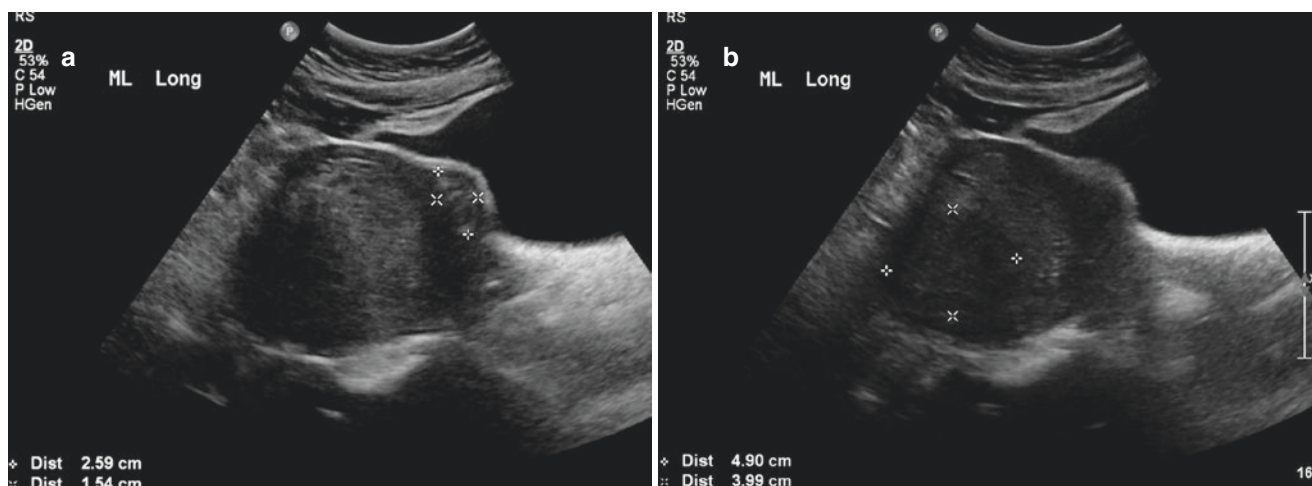 RS
2D
53%
C 54
P Low
HGen
a
ML Long
P
Dist 2.59 cm
Dist 1.54 cm
RS
2D
53%
C 54
P Low
HGen
b
ML Long
P
Dist 4.90 cm
Dist 3.99 cm
16